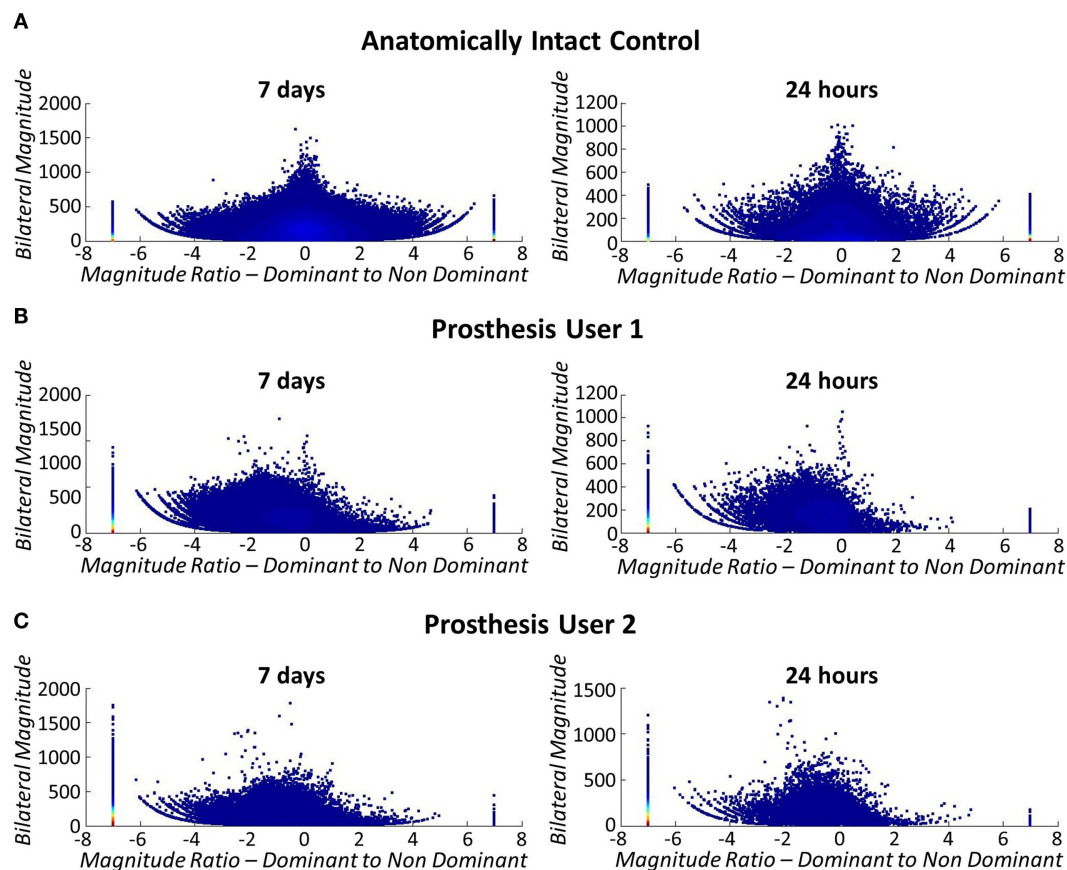 A
Anatomically Intact Control
7 days
24 hours
Bilateral Magnitude
2000
1500
1000
500
0
-8 -6 -4 -2 0 2 4 6 8
Magnitude Ratio – Dominant to Non Dominant
Bilateral Magnitude
1200
1000
800
600
400
200
0
-8 -6 -4 -2 0 2 4 6 8
Magnitude Ratio – Dominant to Non Dominant
B
Prosthesis User 1
7 days
24 hours
Bilateral Magnitude
2000
1500
1000
500
0
-8 -6 -4 -2 0 2 4 6 8
Magnitude Ratio – Dominant to Non Dominant
Bilateral Magnitude
1200
1000
800
600
400
200
0
-8 -6 -4 -2 0 2 4 6 8
Magnitude Ratio – Dominant to Non Dominant
C
Prosthesis User 2
7 days
24 hours
Bilateral Magnitude
2000
1500
1000
500
0
-8 -6 -4 -2 0 2 4 6 8
Magnitude Ratio – Dominant to Non Dominant
Bilateral Magnitude
1500
1000
500
0
-8 -6 -4 -2 0 2 4 6 8
Magnitude Ratio – Dominant to Non Dominant